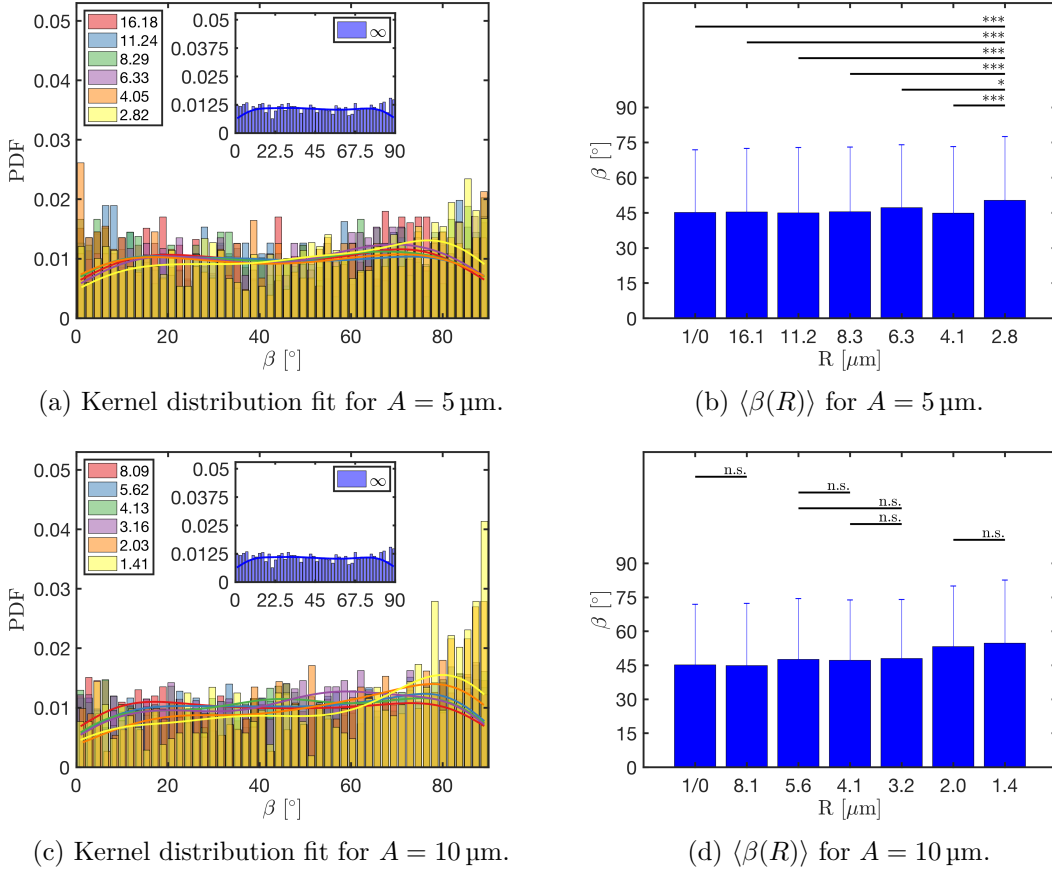 0.05
0.04
0.03
0.02
0.01
0
PDF
16.18
11.24
8.29
6.33
4.05
2.82
0.05
0.0375
0.025
0.0125
0
∞
0 22.5 45 67.5 90
0 20 40 60 80
β [°]
(a) Kernel distribution fit for A = 5 µm.
***
***
***
***
*
***
90
75
60
45
30
15
0
β [°]
1/0 16.1 11.2 8.3 6.3 4.1 2.8
R [µm]
(b) ⟨β(R)⟩ for A = 5 µm.
0.05
0.04
0.03
0.02
0.01
0
PDF
8.09
5.62
4.13
3.16
2.03
1.41
0.05
0.0375
0.025
0.0125
0
∞
0 22.5 45 67.5 90
0 20 40 60 80
β [°]
(c) Kernel distribution fit for A = 10 µm.
n.s.
n.s.
n.s.
n.s.
n.s.
90
75
60
45
30
15
0
β [°]
1/0 8.1 5.6 4.1 3.2 2.0 1.4
R [µm]
(d) ⟨β(R)⟩ for A = 10 µm.